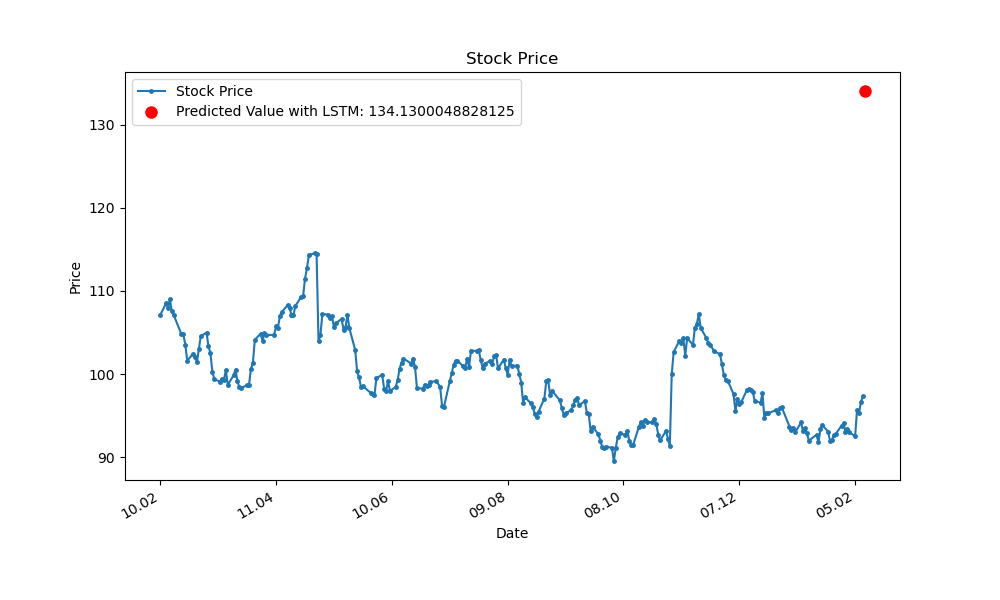 Stock Price
Stock Price
Predicted Value with LSTM: 134.1300048828125
130
120
110
100
90
Price
10.02
11.04
10.06
09.08
08.10
07.12
05.02
Date